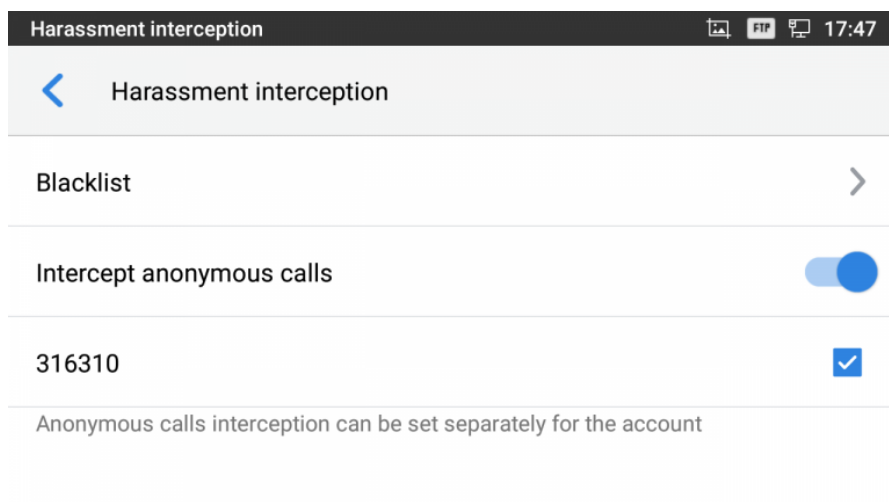 Harassment interception FTP 17:47
Harassment interception
Blacklist
Intercept anonymous calls
316310
Anonymous calls interception can be set separately for the account